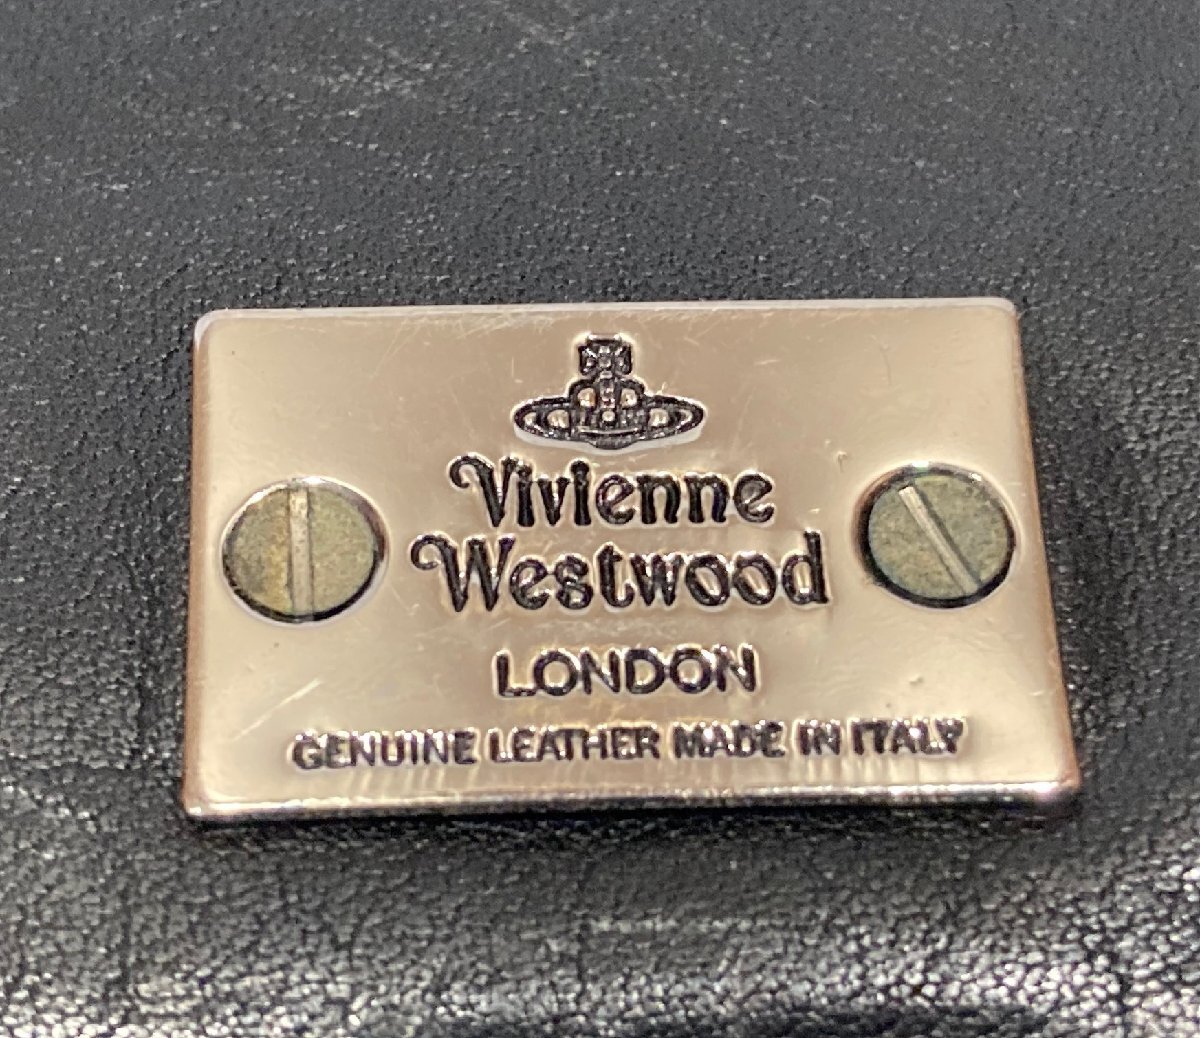 Vivienne
Westwood
LONDON
GENUINE LEATHER MADE IN ITALY